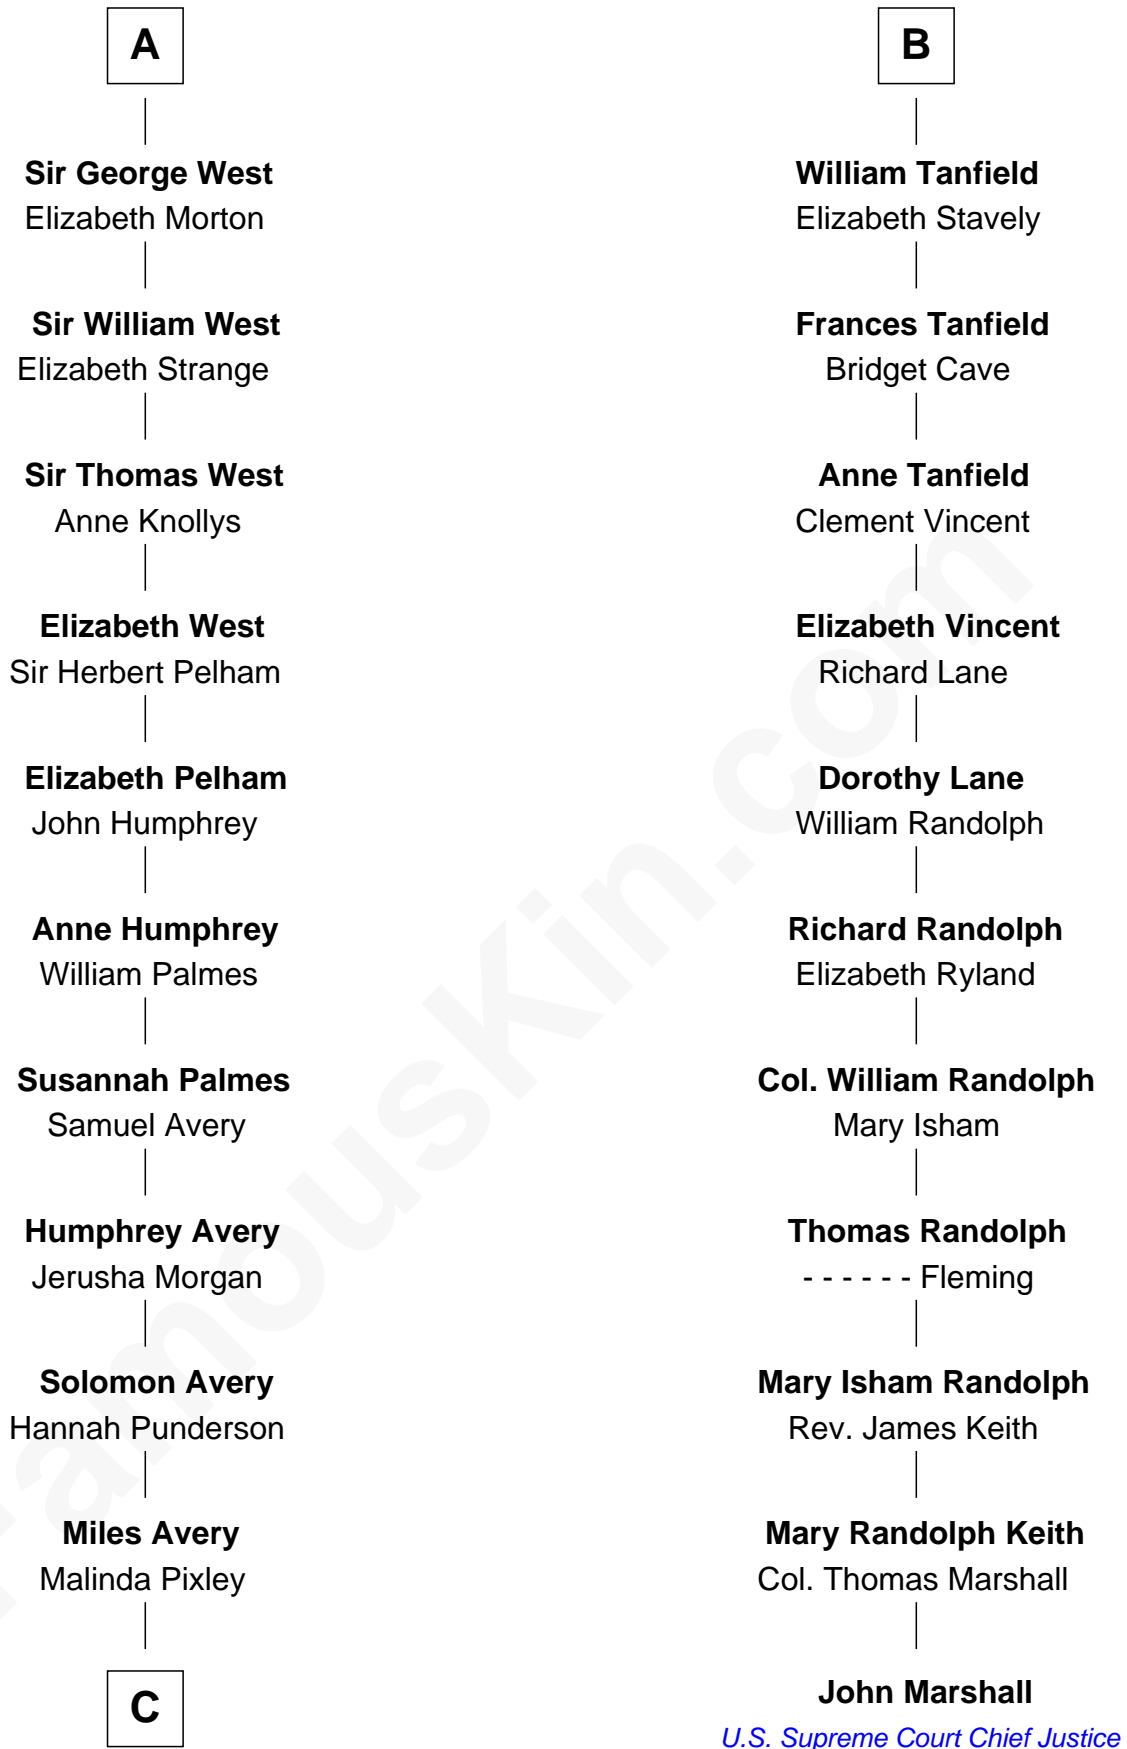 A
Sir George West
Elizabeth Morton
Sir William West
Elizabeth Strange
Sir Thomas West
Anne Knollys
Elizabeth West
Sir Herbert Pelham
Elizabeth Pelham
John Humphrey
Anne Humphrey
William Palmes
Susannah Palmes
Samuel Avery
Humphrey Avery
Jerusha Morgan
Solomon Avery
Hannah Punderson
Miles Avery
Malinda Pixley
C
B
William Tanfield
Elizabeth Stavely
Frances Tanfield
Bridget Cave
Anne Tanfield
Clement Vincent
Elizabeth Vincent
Richard Lane
Dorothy Lane
William Randolph
Richard Randolph
Elizabeth Ryland
Col. William Randolph
Mary Isham
Thomas Randolph
- - - - - - Fleming
Mary Isham Randolph
Rev. James Keith
Mary Randolph Keith
Col. Thomas Marshall
John Marshall
U.S. Supreme Court Chief Justice
FamousKin.com